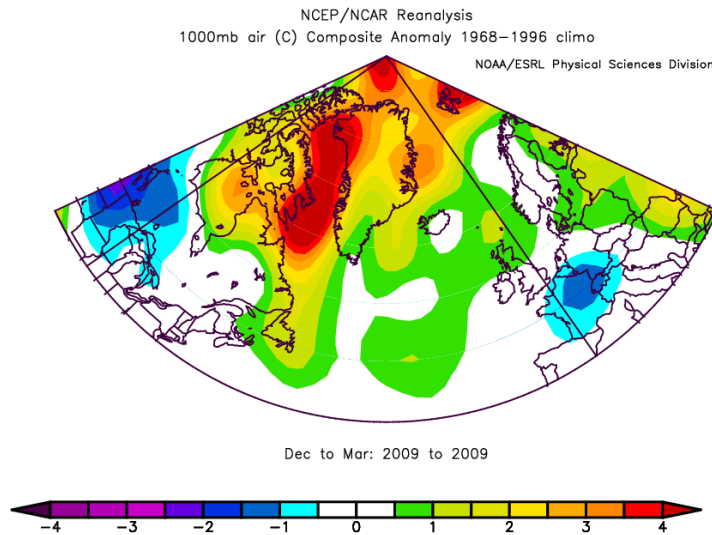 NCEP/NCAR Reanalysis
1000mb air (C) Composite Anomaly 1968-1996 climo
NOAA/ESRL Physical Sciences Division
Dec to Mar: 2009 to 2009
-4 -3 -2 -1 0 1 2 3 4